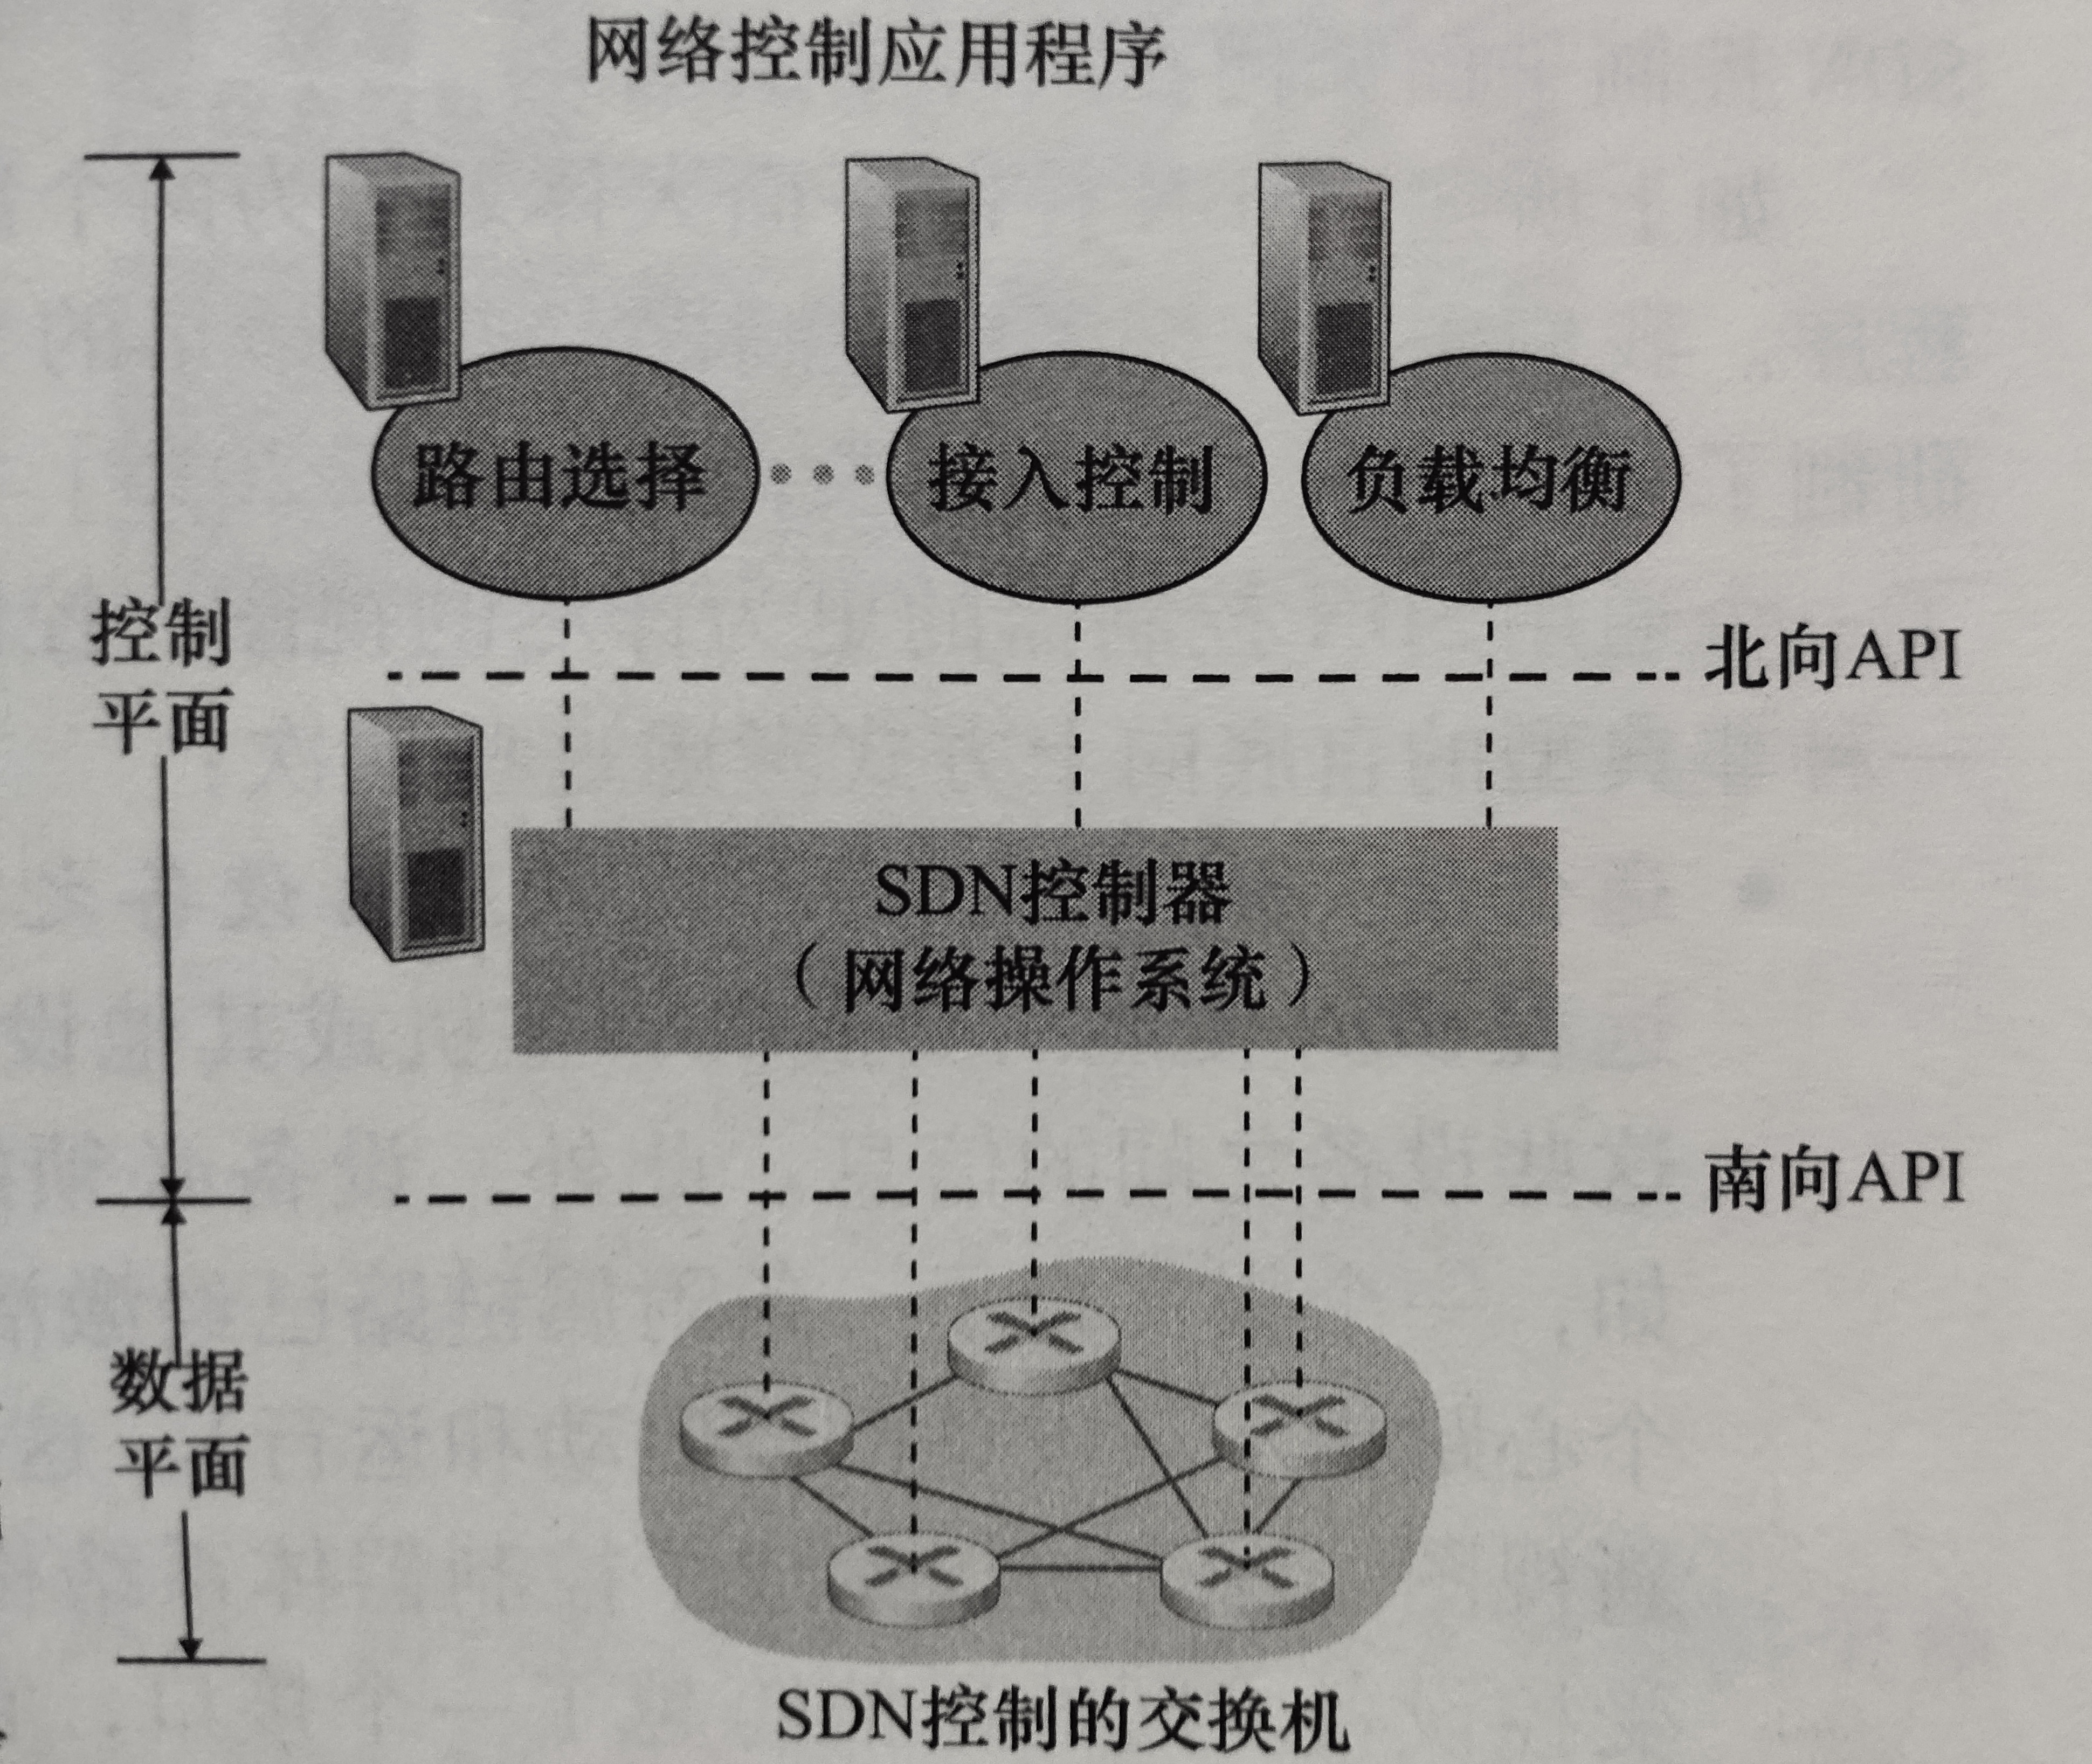 网络控制应用程序
路由选择
接入控制
负载均衡
控制
平面
北向API
SDN控制器
（网络操作系统）
南向API
数据
平面
SDN控制的交换机